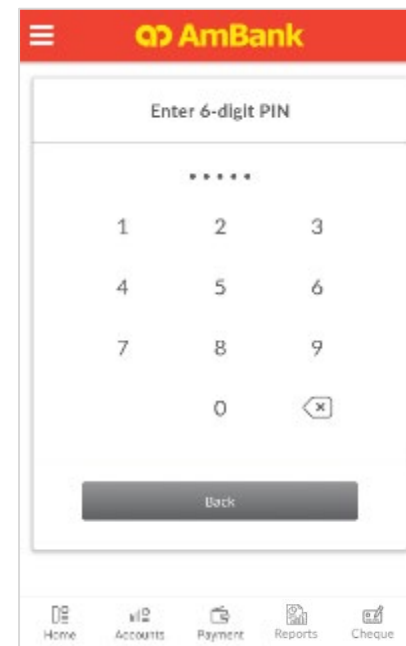 AmBank
Enter 6-digit PIN
1 2 3
4 5 6
7 8 9
0
Back
Home Accounts Payment Reports Cheque